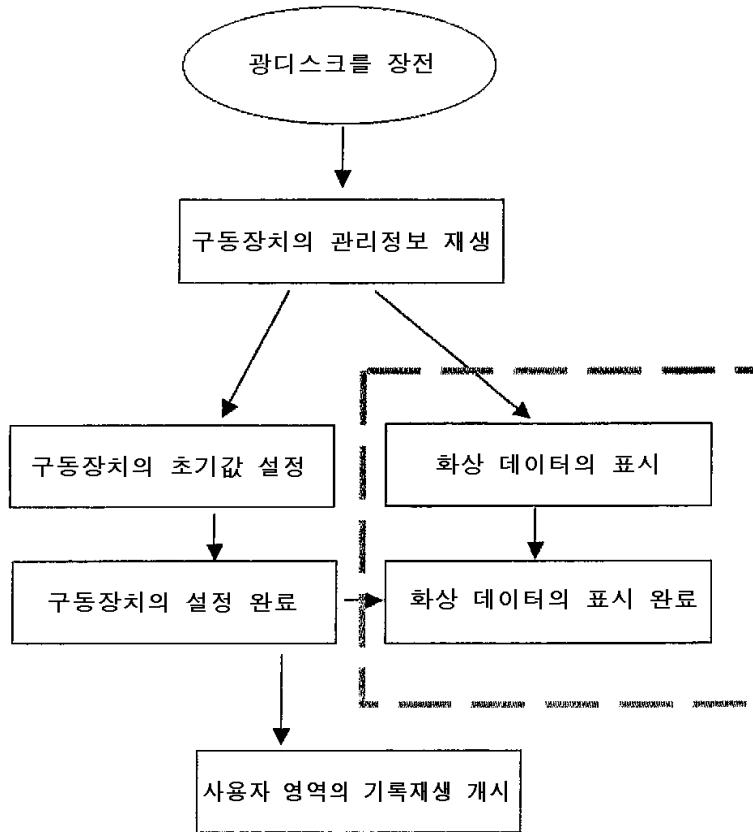 광디스크를 장전
구동장치의 관리정보 재생
구동장치의 초기값 설정
화상 데이터의 표시
구동장치의 설정 완료
화상 데이터의 표시 완료
사용자 영역의 기록재생 개시